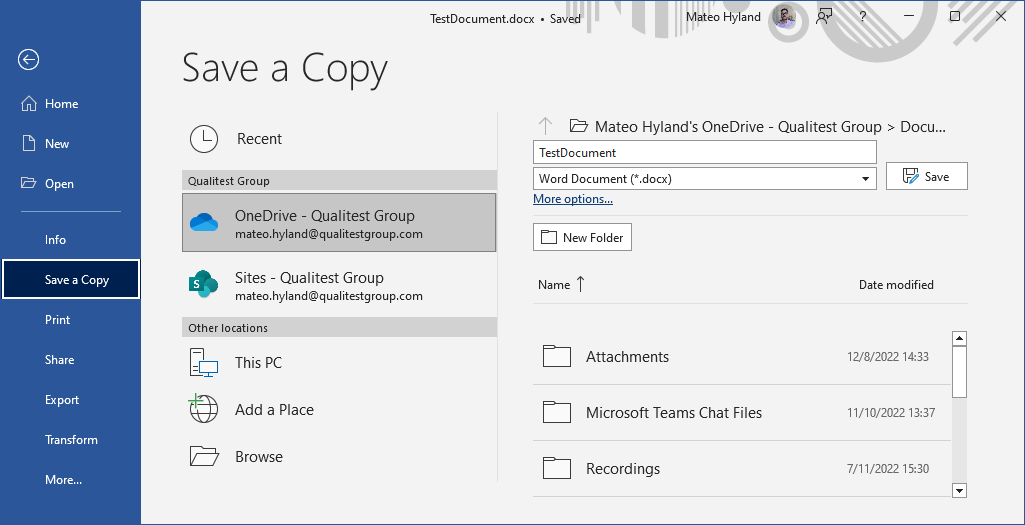 TestDocument.docx • Saved
Mateo Hyland
?
Save a Copy
Home
New
Open
Info
Save a Copy
Print
Share
Export
Transform
More...
Recent
Qualitest Group
OneDrive - Qualitest Group
mateo.hyland@qualitestgroup.com
S
Sites - Qualitest Group
mateo.hyland@qualitestgroup.com
Other locations
This PC
Add a Place
Browse
Mateo Hyland's OneDrive - Qualitest Group > Docu...
TestDocument
Word Document (*.docx)
Save
More options...
New Folder
Name Date modified
Attachments 12/8/2022 14:33
Microsoft Teams Chat Files 11/10/2022 13:37
Recordings 7/11/2022 15:30